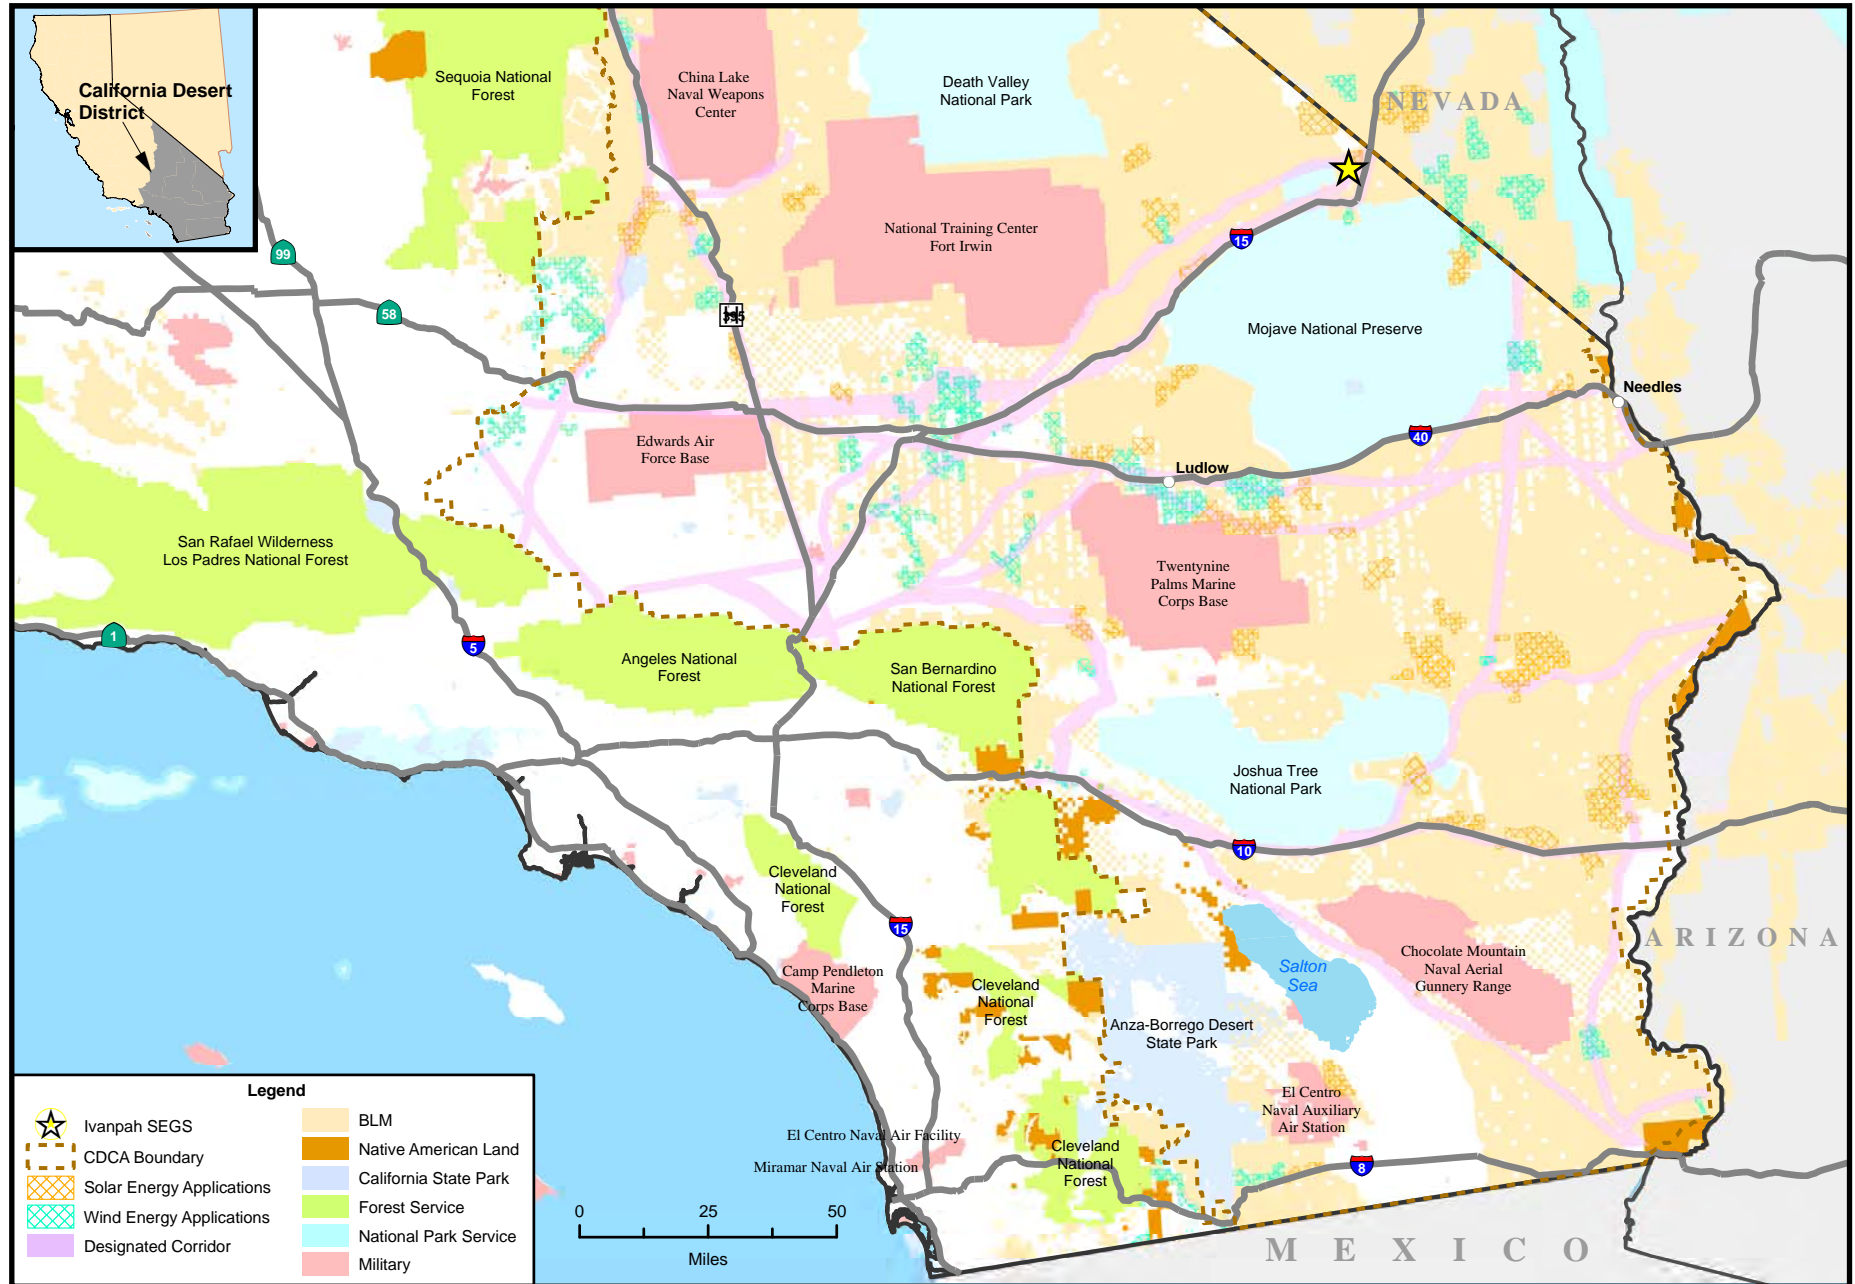 California Desert
District
Sequoia National
Forest
China Lake
Naval Weapons
Center
Death Valley
National Park
NEVADA
99
National Training Center
Fort Irwin
15
58
Mojave National Preserve
Needles
Edwards Air
Force Base
40
Ludlow
San Rafael Wilderness
Los Padres National Forest
Twentynine
Palms Marine
Corps Base
1
5
Angeles National
Forest
San Bernardino
National Forest
Joshua Tree
National Park
10
Cleveland
National
Forest
15
ARIZONA
Chocolate Mountain
Naval Aerial
Gunnery Range
Salton
Sea
Camp Pendleton
Marine
Corps Base
Cleveland
National
Forest
Anza-Borrego Desert
State Park
El Centro
Naval Auxiliary
Air Station
El Centro Naval Air Facility
Miramar Naval Air Station
Cleveland
National
Forest
8
MEXICO
Legend
Ivanpah SEGS
CDCA Boundary
Solar Energy Applications
Wind Energy Applications
Designated Corridor
BLM
Native American Land
California State Park
Forest Service
National Park Service
Military
0 25 50
Miles